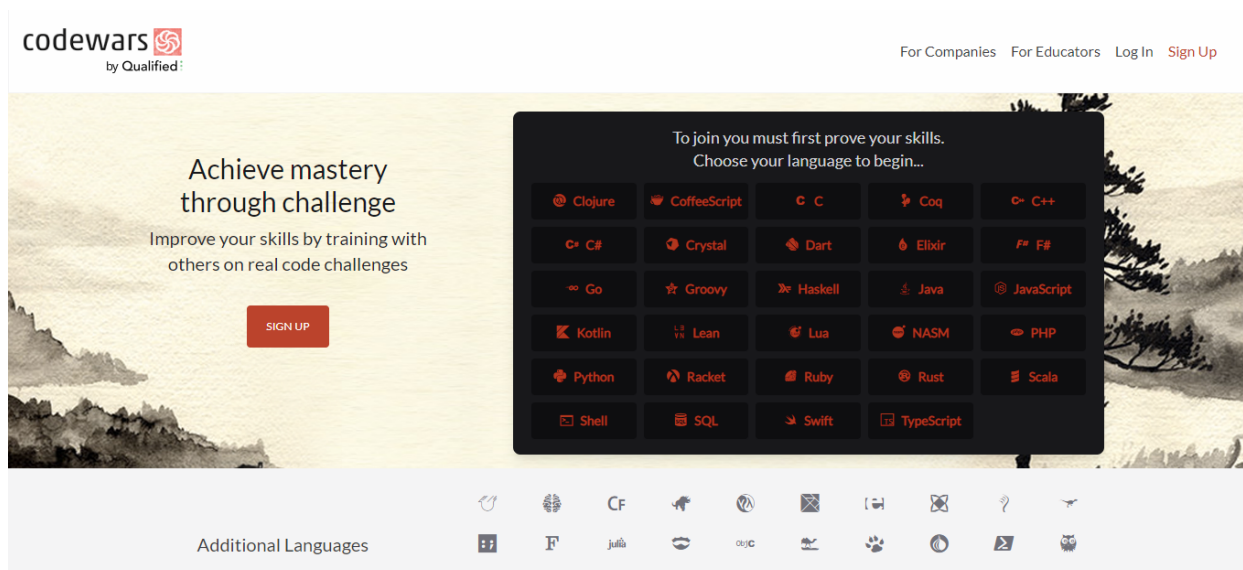 codewars
by Qualified
For Companies For Educators Log In Sign Up
Achieve mastery
through challenge
Improve your skills by training with
others on real code challenges
SIGN UP
To join you must first prove your skills.
Choose your language to begin...
Clojure CoffeeScript C C Coq C++ C++
C# C# Crystal Dart Elixir F# F#
Go Groovy Haskell Java JS JavaScript
Kotlin Lean Lua NASM php PHP
Python Racket Ruby Rust Scala
Shell SQL Swift TS TypeScript
CF
Additional Languages
F julia ObjC